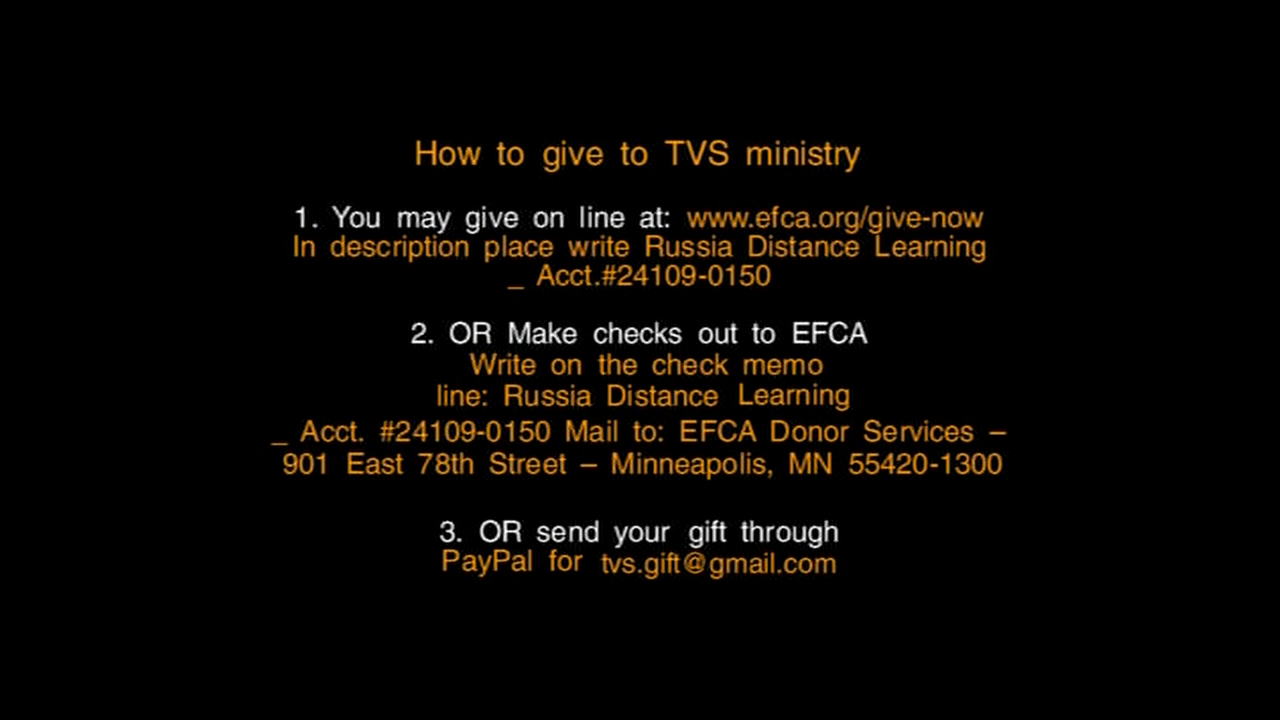 How to give to TVS ministry
1. You may give on line at: www.efca.org/give-now
In description place write Russia Distance Learning
_ Acct.#24109-0150
2. OR Make checks out to EFCA
Write on the check memo
line: Russia Distance Learning
_ Acct. #24109-0150 Mail to: EFCA Donor Services –
901 East 78th Street – Minneapolis, MN 55420-1300
3. OR send your gift through
PayPal for tvs.gift@gmail.com